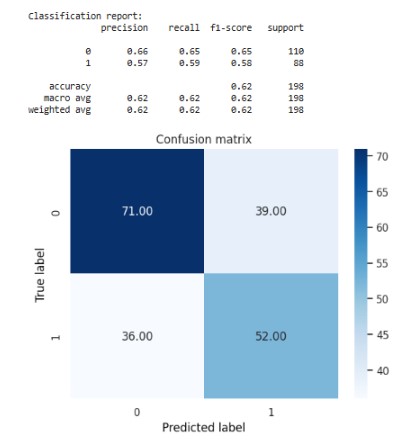 Classification report:
precision recall f1-score support
0 0.66 0.65 0.65 110
1 0.57 0.59 0.58 88
accuracy 0.62 198
macro avg 0.62 0.62 0.62 198
weighted avg 0.62 0.62 0.62 198
Confusion matrix
70
65
60
55
50
45
40
True label
0
71.00 39.00
1
36.00 52.00
0 1
Predicted label